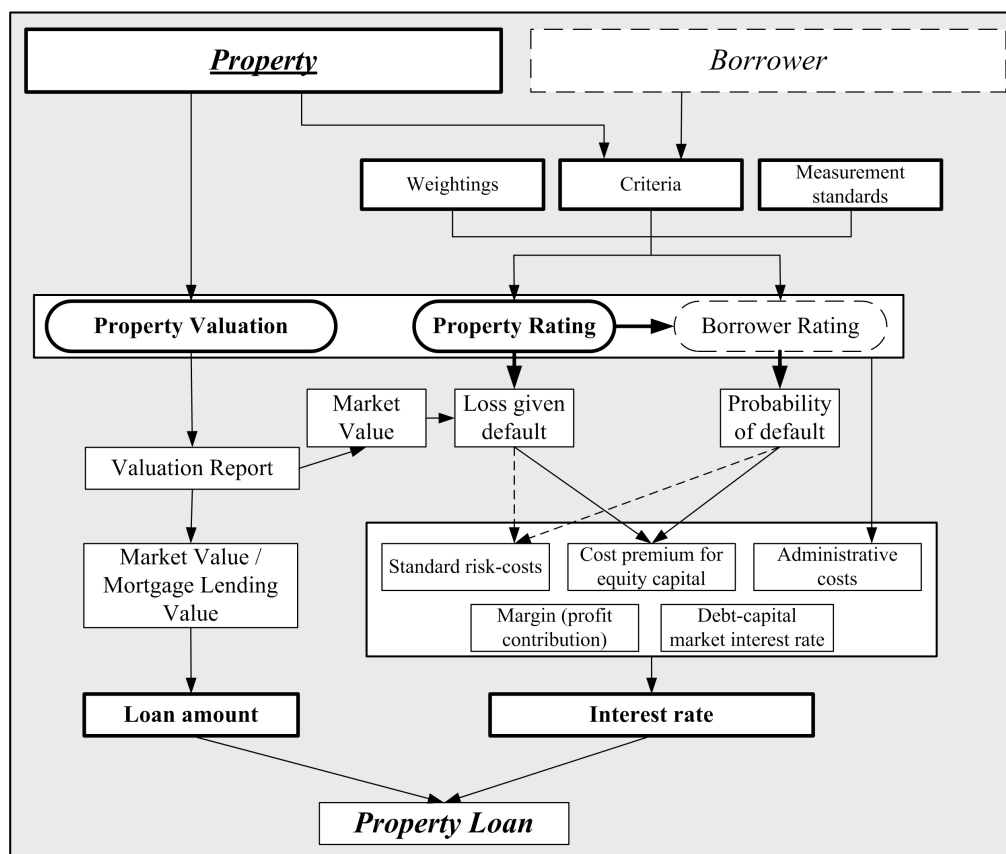 Property
Borrower
Weightings
Criteria
Measurement
standards
Property Valuation
Property Rating
Borrower Rating
Market
Value
Loss given
default
Probability
of default
Valuation Report
Market Value /
Mortgage Lending
Value
Standard risk-costs
Cost premium for
equity capital
Administrative
costs
Margin (profit
contribution)
Debt-capital
market interest rate
Loan amount
Interest rate
Property Loan